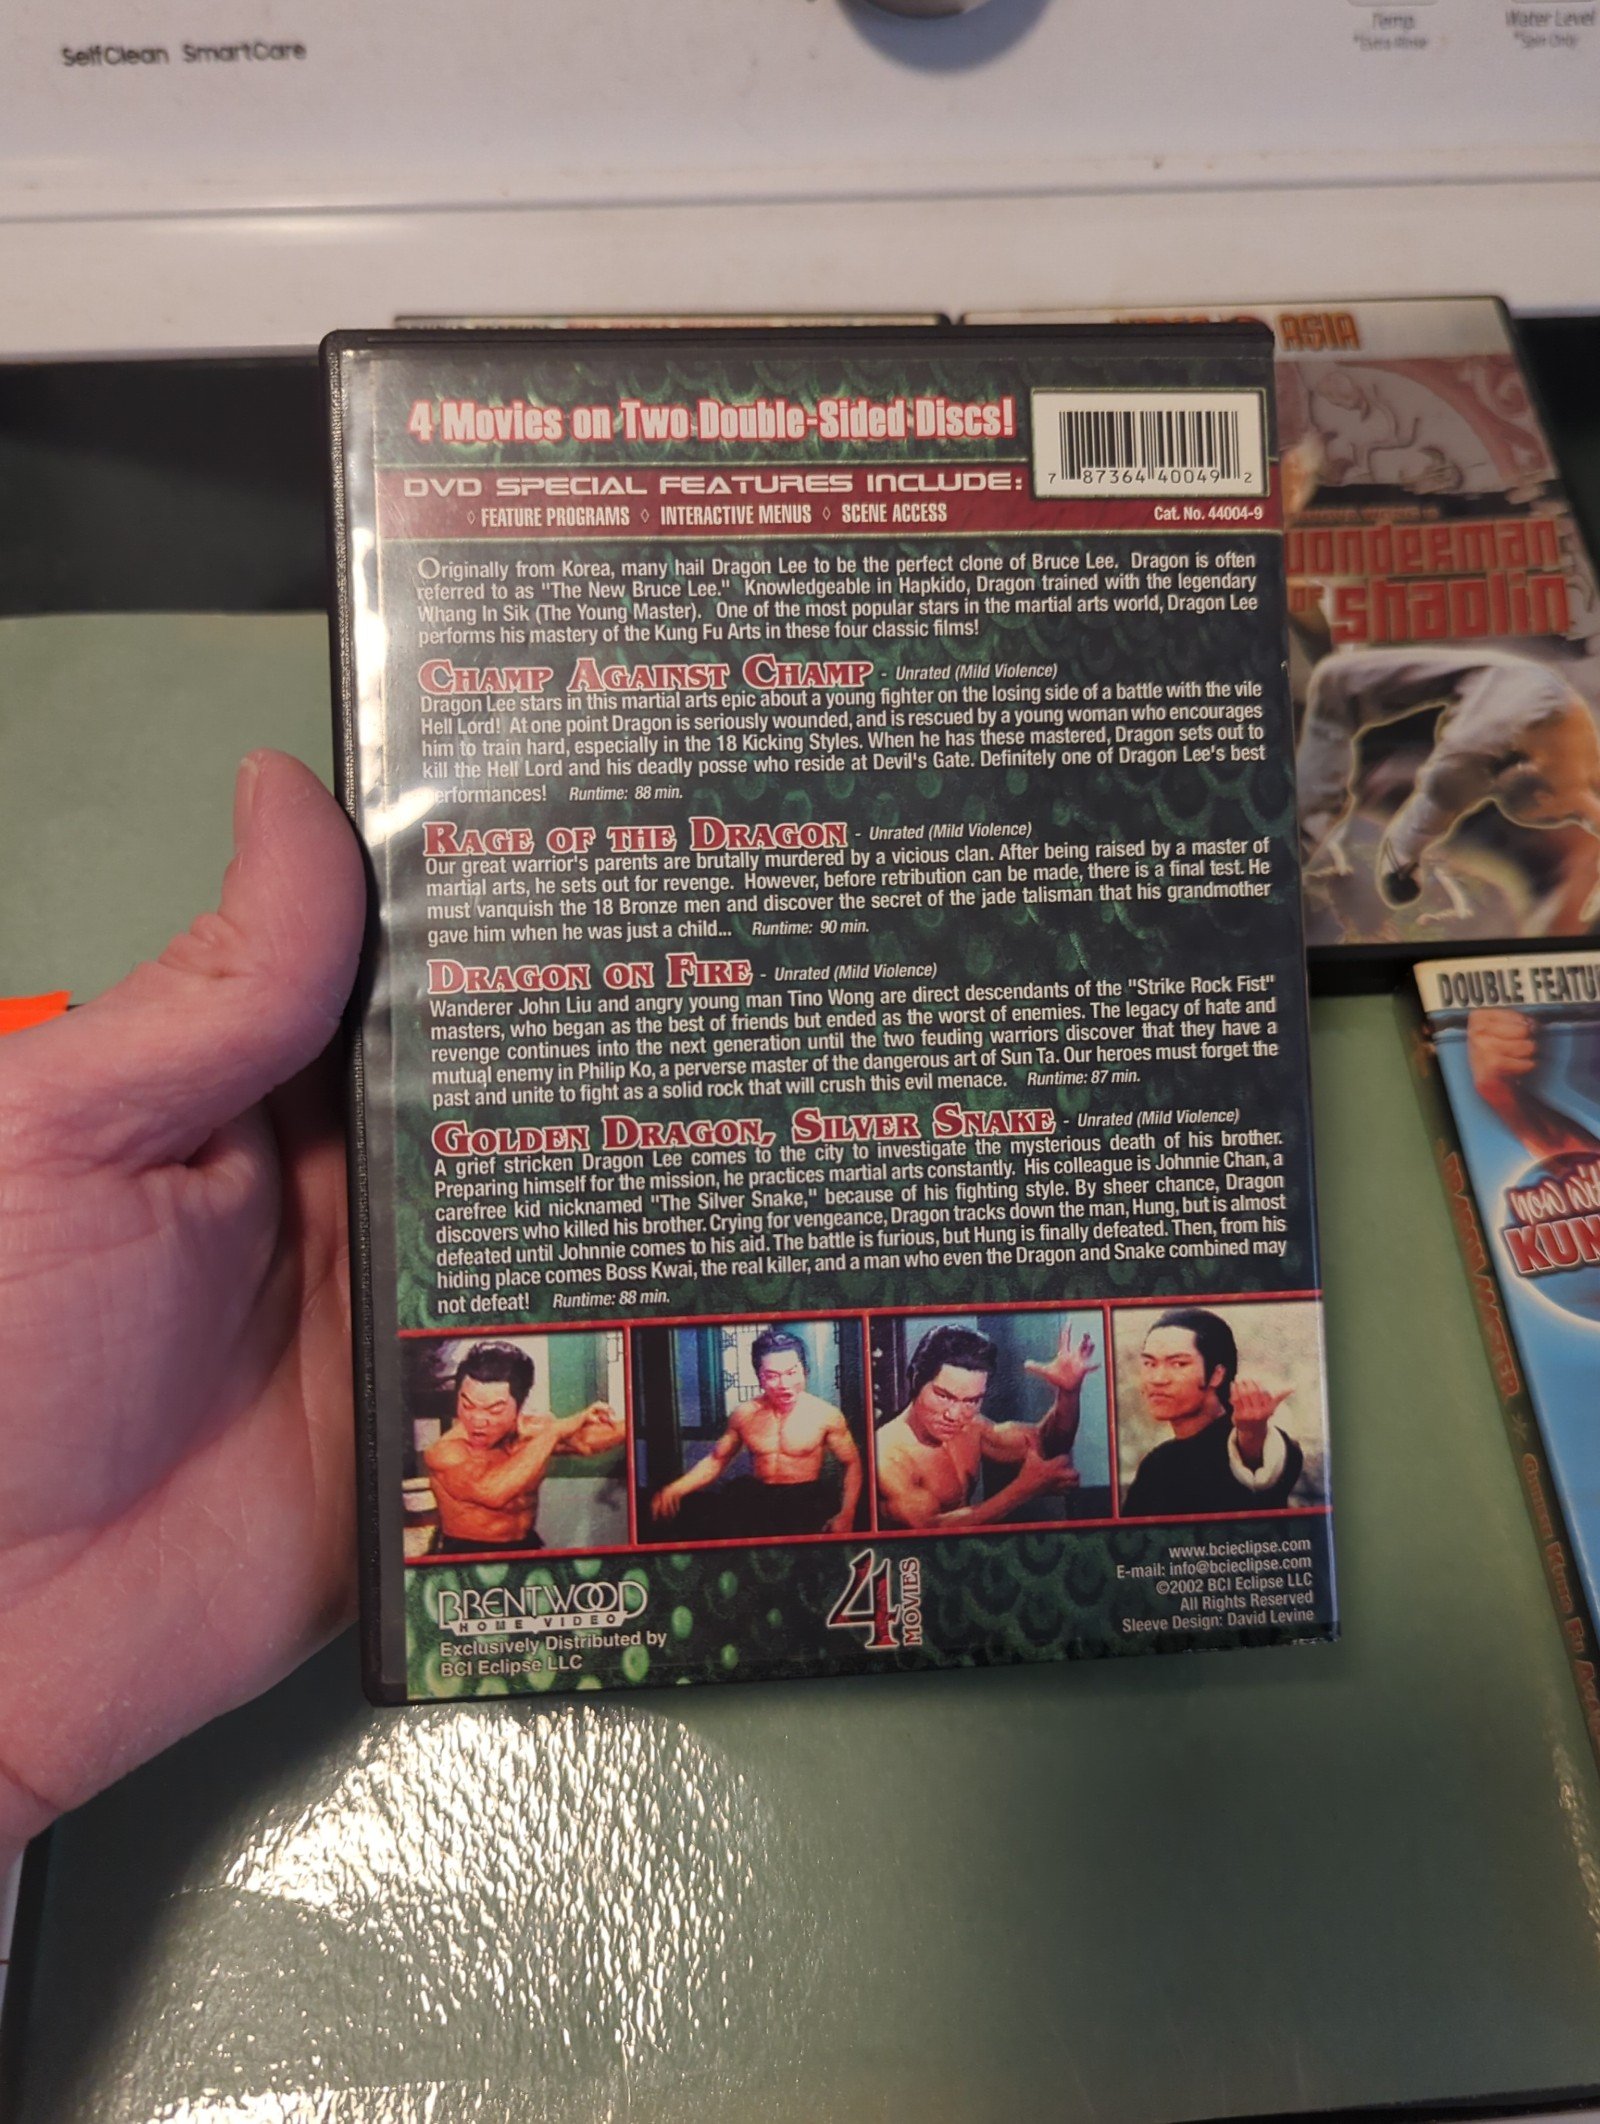 SelfClean SmartCare
Temp.
*Extra Rinse
Water Level
*Spin Only
ASIA
4 Movies on Two Double-Sided Discs!
DVD SPECIAL FEATURES INCLUDE:
◊ FEATURE PROGRAMS ◊ INTERACTIVE MENUS ◊ SCENE ACCESS
7 87364 40049 2
Cat. No. 44004-9
Originally from Korea, many hail Dragon Lee to be the perfect clone of Bruce Lee. Dragon is often
referred to as "The New Bruce Lee." Knowledgeable in Hapkido, Dragon trained with the legendary
Whang In Sik (The Young Master). One of the most popular stars in the martial arts world, Dragon Lee
performs his mastery of the Kung Fu Arts in these four classic films!
CHAMP AGAINST CHAMP - Unrated (Mild Violence)
Dragon Lee stars in this martial arts epic about a young fighter on the losing side of a battle with the vile
Hell Lord! At one point Dragon is seriously wounded, and is rescued by a young woman who encourages
him to train hard, especially in the 18 Kicking Styles. When he has these mastered, Dragon sets out to
kill the Hell Lord and his deadly posse who reside at Devil's Gate. Definitely one of Dragon Lee's best
performances! Runtime: 88 min.
RAGE OF THE DRAGON - Unrated (Mild Violence)
Our great warrior's parents are brutally murdered by a vicious clan. After being raised by a master of
martial arts, he sets out for revenge. However, before retribution can be made, there is a final test. He
must vanquish the 18 Bronze men and discover the secret of the jade talisman that his grandmother
gave him when he was just a child... Runtime: 90 min.
DRAGON ON FIRE - Unrated (Mild Violence)
Wanderer John Liu and angry young man Tino Wong are direct descendants of the "Strike Rock Fist"
masters, who began as the best of friends but ended as the worst of enemies. The legacy of hate and
revenge continues into the next generation until the two feuding warriors discover that they have a
mutual enemy in Philip Ko, a perverse master of the dangerous art of Sun Ta. Our heroes must forget the
past and unite to fight as a solid rock that will crush this evil menace. Runtime: 87 min.
GOLDEN DRAGON, SILVER SNAKE - Unrated (Mild Violence)
A grief stricken Dragon Lee comes to the city to investigate the mysterious death of his brother.
Preparing himself for the mission, he practices martial arts constantly. His colleague is Johnnie Chan, a
carefree kid nicknamed "The Silver Snake," because of his fighting style. By sheer chance, Dragon
discovers who killed his brother. Crying for vengeance, Dragon tracks down the man, Hung, but is almost
defeated until Johnnie comes to his aid. The battle is furious, but Hung is finally defeated. Then, from his
hiding place comes Boss Kwai, the real killer, and a man who even the Dragon and Snake combined may
not defeat! Runtime: 88 min.
BRENTWOOD
HOME VIDEO
Exclusively Distributed by
BCI Eclipse LLC
4 MOVIES
www.bcieclipse.com
E-mail: info@bcieclipse.com
©2002 BCI Eclipse LLC
All Rights Reserved
Sleeve Design: David Levine
wonderman
OF shaolin
DOUBLE FEATU
NOW WITH
KUN